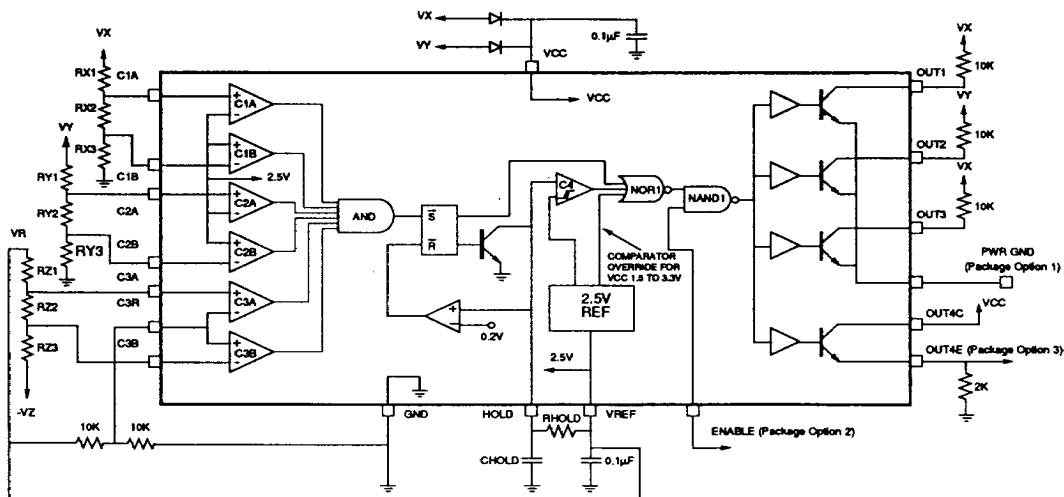 VX
VY
0.1µF
VCC
VCC
VX
RX1
C1A
RX2
RX3
C1B
VY
RY1
C2A
RY2
C2B
RY3
VR
RZ1
C3A
RZ2
C3R
RZ3
C3B
-VZ
+
-
C1A
+
-
C1B
2.5V
+
-
C2A
+
-
C2B
+
-
C3A
+
-
C3B
AND
S
R
+
-
0.2V
C4
NOR1
NAND1
COMPARATOR
OVERRIDE FOR
VCC 1.5 TO 3.3V
2.5V
REF
2.5V
VX
10K
OUT1
VY
10K
OUT2
VX
10K
OUT3
PWR GND
(Package Option 1)
VCC
OUT4C
OUT4E (Package Option 3)
2K
GND
HOLD
RHOLD
VREF
10K
10K
CHOLD
0.1µF
ENABLE (Package Option 2)